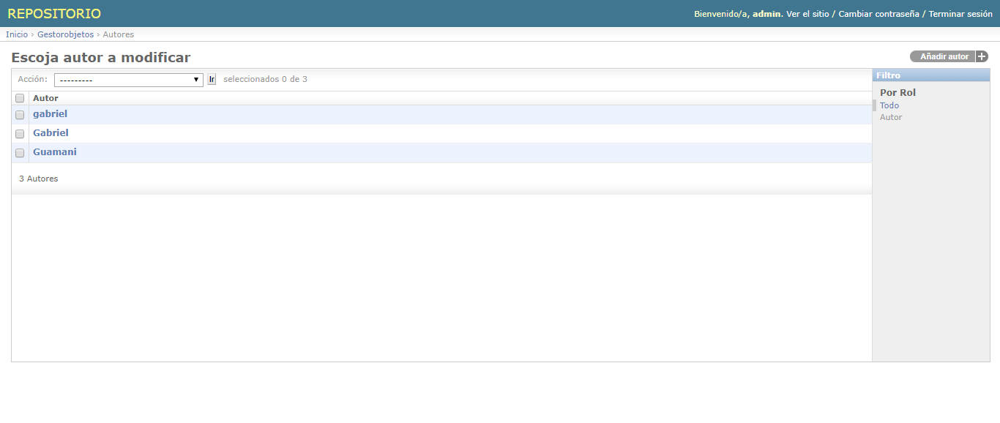 REPOSITORIO
Bienvenido/a, admin. Ver el sitio / Cambiar contraseña / Terminar sesión
Inicio › Gestorobjetos › Autores
Escoja autor a modificar
Añadir autor +
Acción: --------- Ir seleccionados 0 de 3
Autor
gabriel
Gabriel
Guamani
3 Autores
Filtro
Por Rol
Todo
Autor